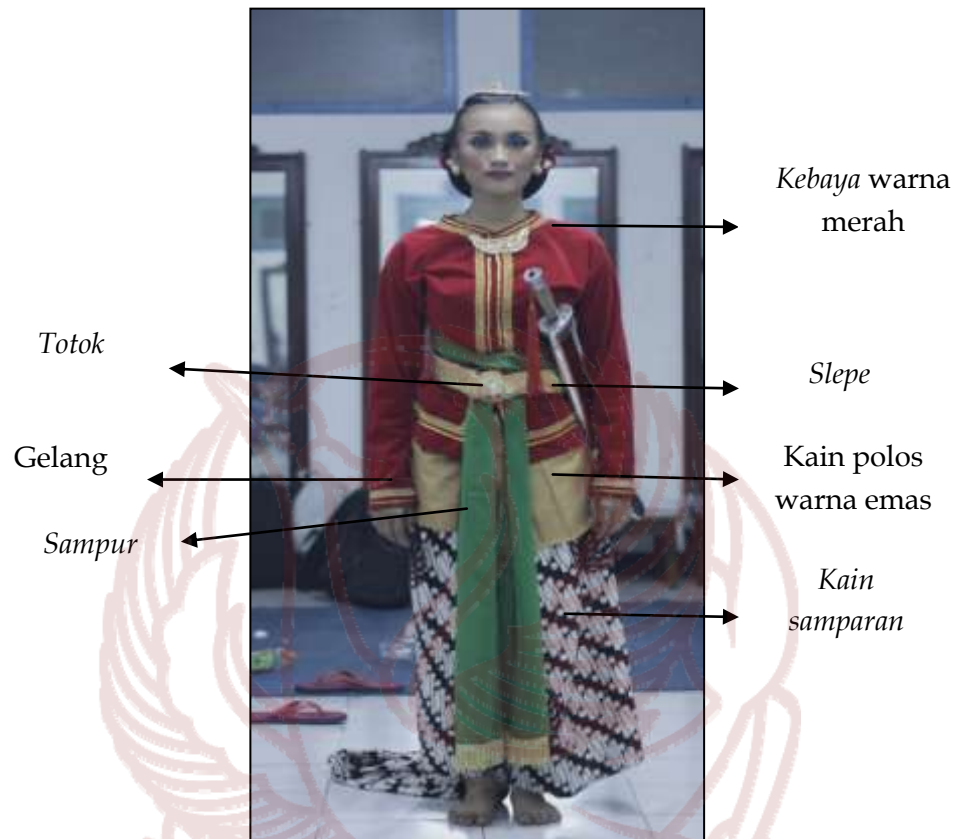 Kebaya warna
merah
Totok
Slepe
Gelang
Kain polos
warna emas
Sampur
Kain
samparan